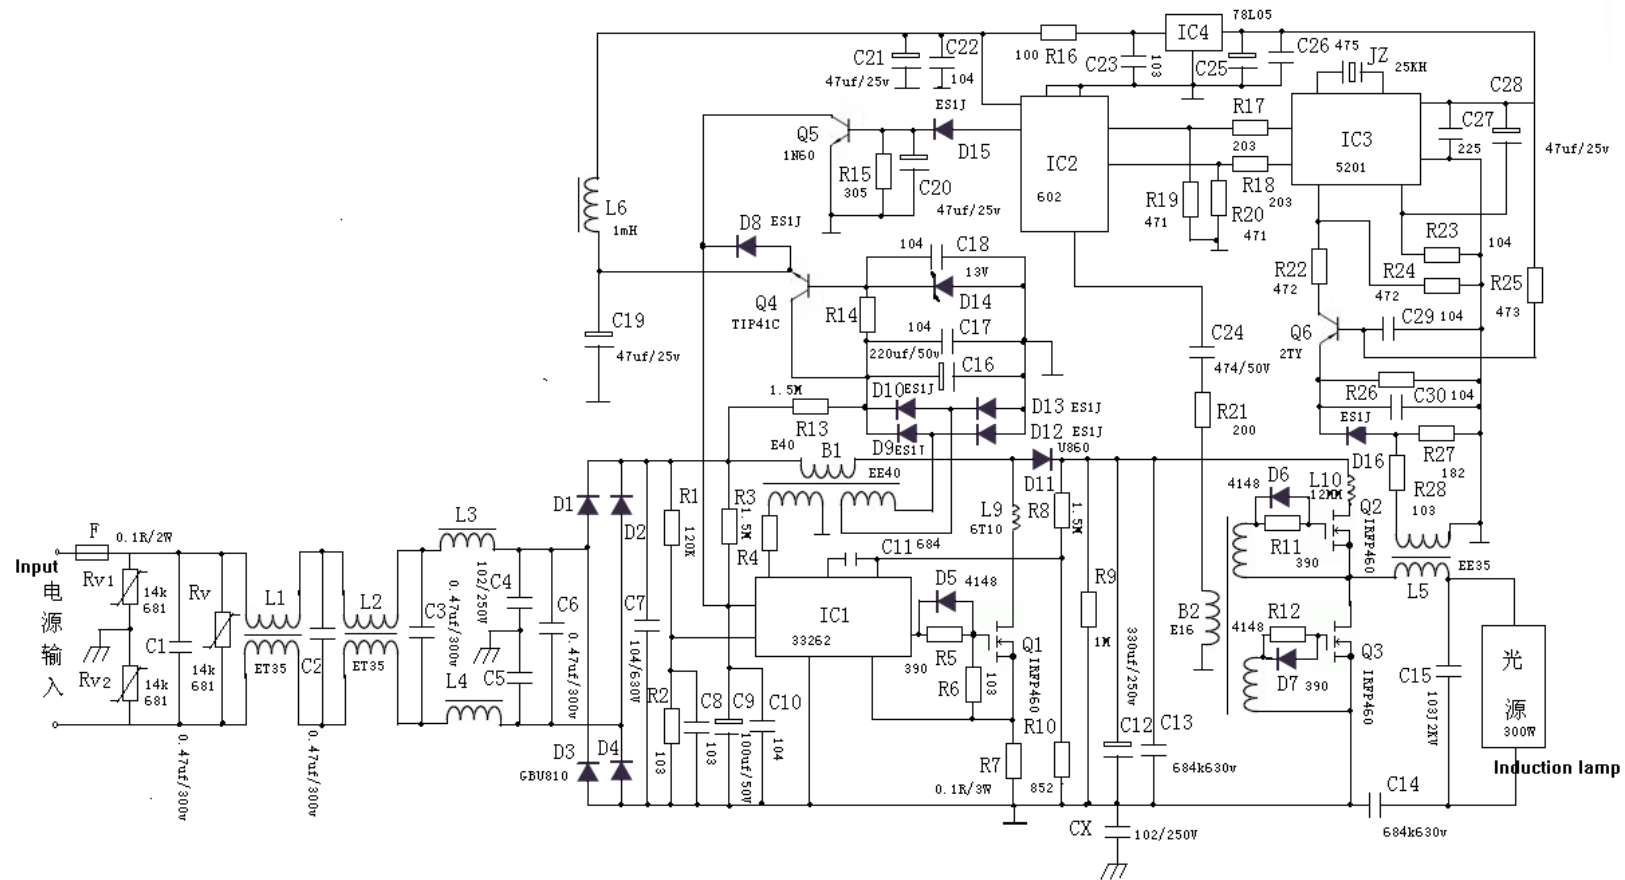 78L05
IC4
C21
47uf/25v
C22
104
100 R16
C23
103
C25
C26
475
JZ
25KH
C28
47uf/25v
C27
225
Q5
1N60
ES1J
D15
R15
305
C20
47uf/25v
IC2
602
R17
203
R18
203
R19
471
R20
471
IC3
5201
L6
1mH
D8 ES1J
Q4
TIP41C
104 C18
13V
D14
R14
104 C17
220uf/50v
C16
C19
47uf/25v
R22
472
R23
104
R24
472
R25
473
Q6
2TY
C29 104
C24
474/50V
R21
200
R26
C30 104
ES1J
D16
R27
182
R28
103
1.5M
R13
D10 ES1J
D13 ES1J
D9 ES1J
D12 ES1J
E40
B1
EE40
U860
D11
D1
D2
D3
D4
GBU810
R1
120K
R3
1.5M
R4
L9
6T10
R8
1.5M
C11 684
IC1
33262
D5 4148
R5
390
R6
103
Q1
IRFP460
R9
1M
R7
0.1R/3W
R10
852
R2
103
C8
103
C9
100uf/50V
C10
104
F
0.1R/2W
Input
电
源
输
入
Rv1
14k
681
Rv2
14k
681
C1
0.47uf/300v
Rv
14k
681
L1
ET35
C2
0.47uf/300v
L2
ET35
C3
0.47uf/300v
L3
L4
102/250V
C4
C5
C6
0.47uf/300v
C7
104/630V
330uf/250v
C12
C13
684k630v
CX
102/250V
B2
E16
D6
4148
R11
390
L10
12MM
Q2
IRFP460
R12
4148
D7 390
Q3
IRFP460
EE35
L5
C15
103J2KV
C14
684k630v
光
源
300W
Induction lamp